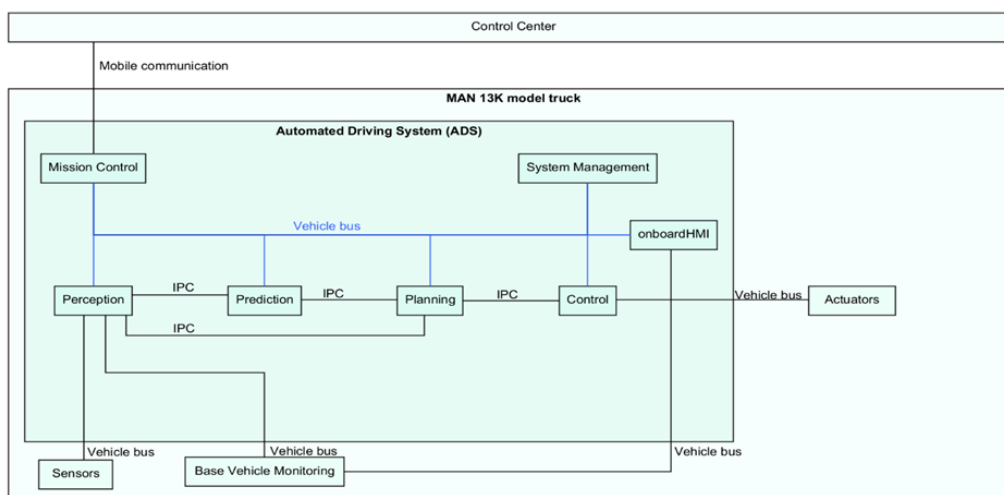 Control Center
Mobile communication
MAN 13K model truck
Automated Driving System (ADS)
Mission Control
System Management
Vehicle bus
onboardHMI
Perception
IPC
Prediction
IPC
Planning
IPC
Control
Vehicle bus
Actuators
IPC
Vehicle bus
Vehicle bus
Vehicle bus
Sensors
Base Vehicle Monitoring